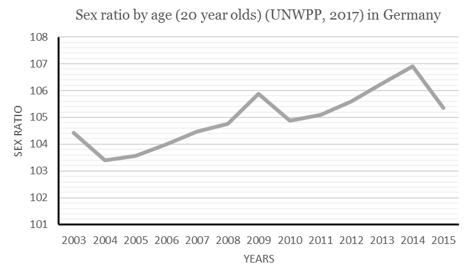 Sex ratio by age (20 year olds) (UNWPP, 2017) in Germany
108
107
106
105
104
103
102
101
SEX RATIO
2003 2004 2005 2006 2007 2008 2009 2010 2011 2012 2013 2014 2015
YEARS